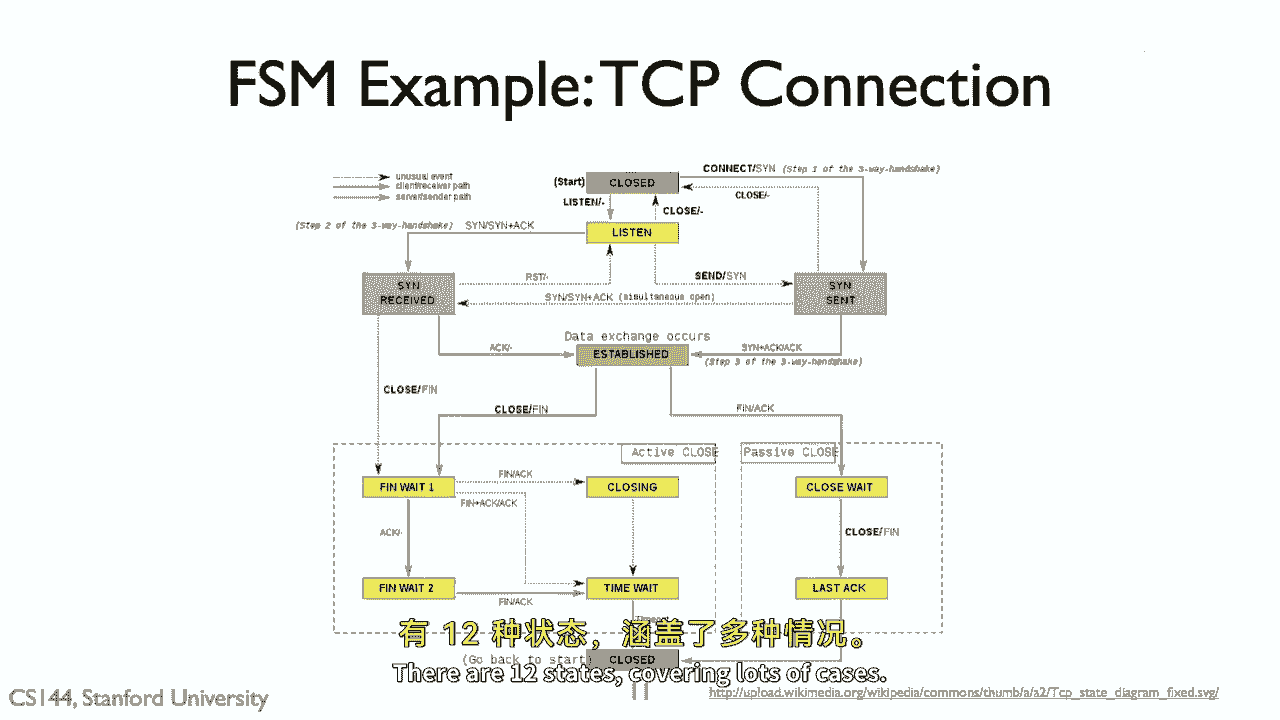 FSM Example: TCP Connection
unusual event
client/receiver path
server/sender path
(Start)
CLOSED
CONNECT/SYN (Step 1 of the 3-way-handshake)
CLOSE/-
LISTEN/-
CLOSE/-
(Step 2 of the 3-way-handshake) SYN/SYN+ACK
LISTEN
SYN
RECEIVED
RST/-
SEND/SYN
SYN
SENT
SYN/SYN+ACK (simultaneous open)
Data exchange occurs
ACK/-
ESTABLISHED
SYN+ACK/ACK
(Step 3 of the 3-way-handshake)
CLOSE/FIN
CLOSE/FIN
FIN/ACK
Active CLOSE
Passive CLOSE
FIN WAIT 1
FIN/ACK
CLOSING
CLOSE WAIT
FIN+ACK/ACK
ACK/-
CLOSE/FIN
FIN WAIT 2
FIN/ACK
TIME WAIT
LAST ACK
有 12 种状态，涵盖了多种情况。
(Go back to start)
CLOSED
There are 12 states, covering lots of cases.
CS144, Stanford University
11
http://upload.wikimedia.org/wikipedia/commons/thumb/a/a2/Tcp_state_diagram_fixed.svg/